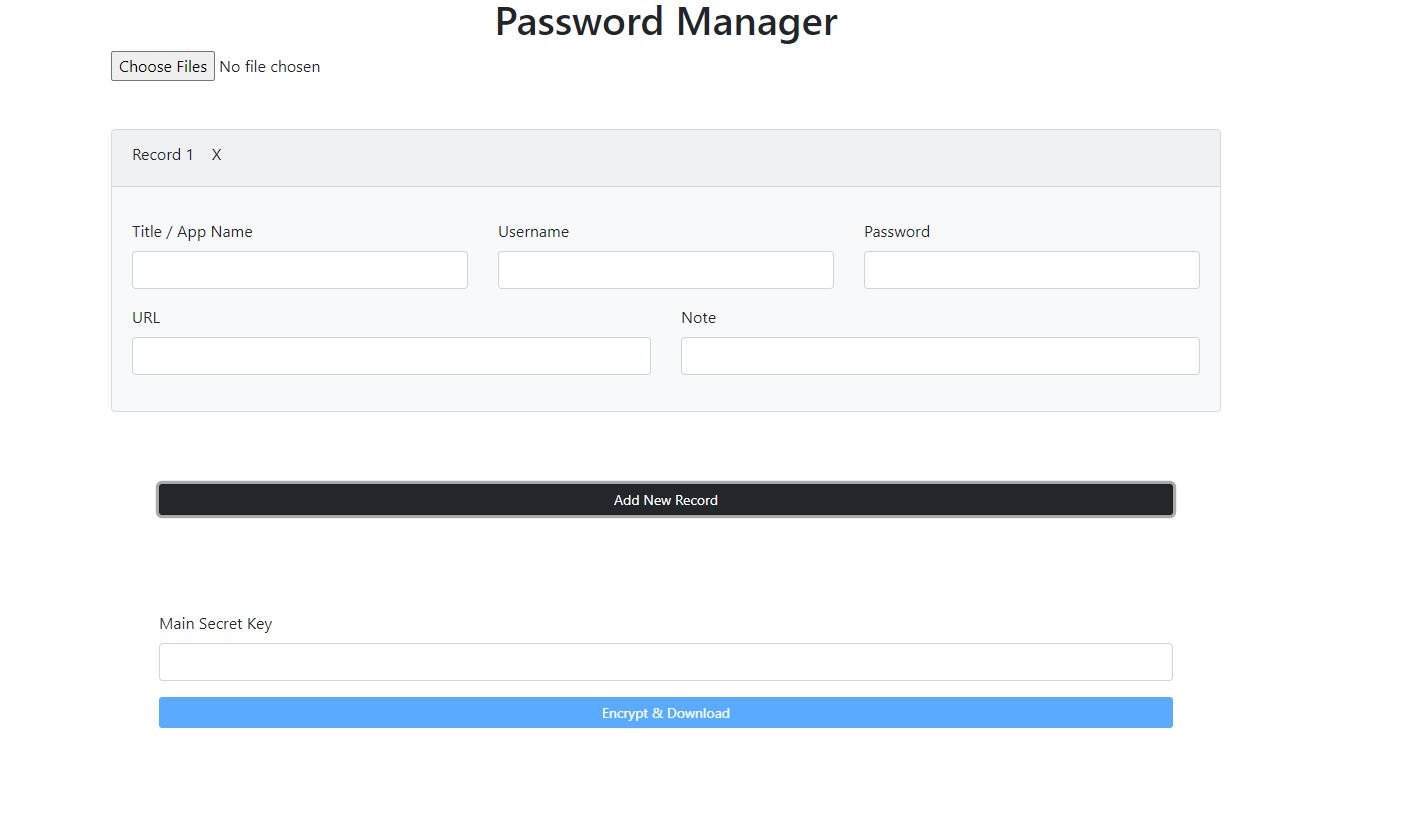 Password Manager
Choose Files No file chosen
Record 1 X
Title / App Name Username Password
URL Note
Add New Record
Main Secret Key
Encrypt & Download